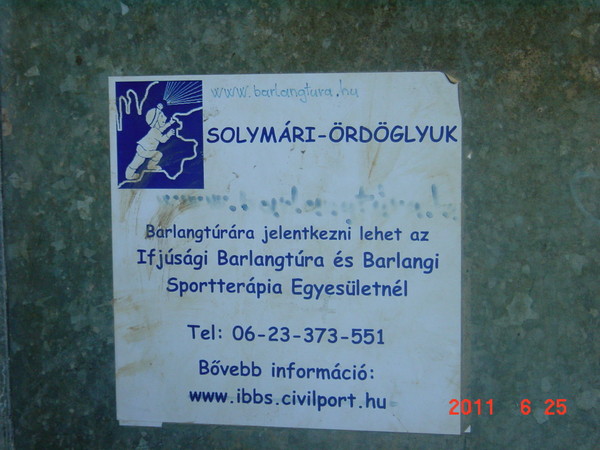 www.barlangtura.hu
SOLYMÁRI-ÖRDÖGLYUK
Barlangtúrára jelentkezni lehet az
Ifjúsági Barlangtúra és Barlangi
Sportterápia Egyesületnél
Tel: 06-23-373-551
Bővebb információ:
www.ibbs.civilport.hu
2011 6 25